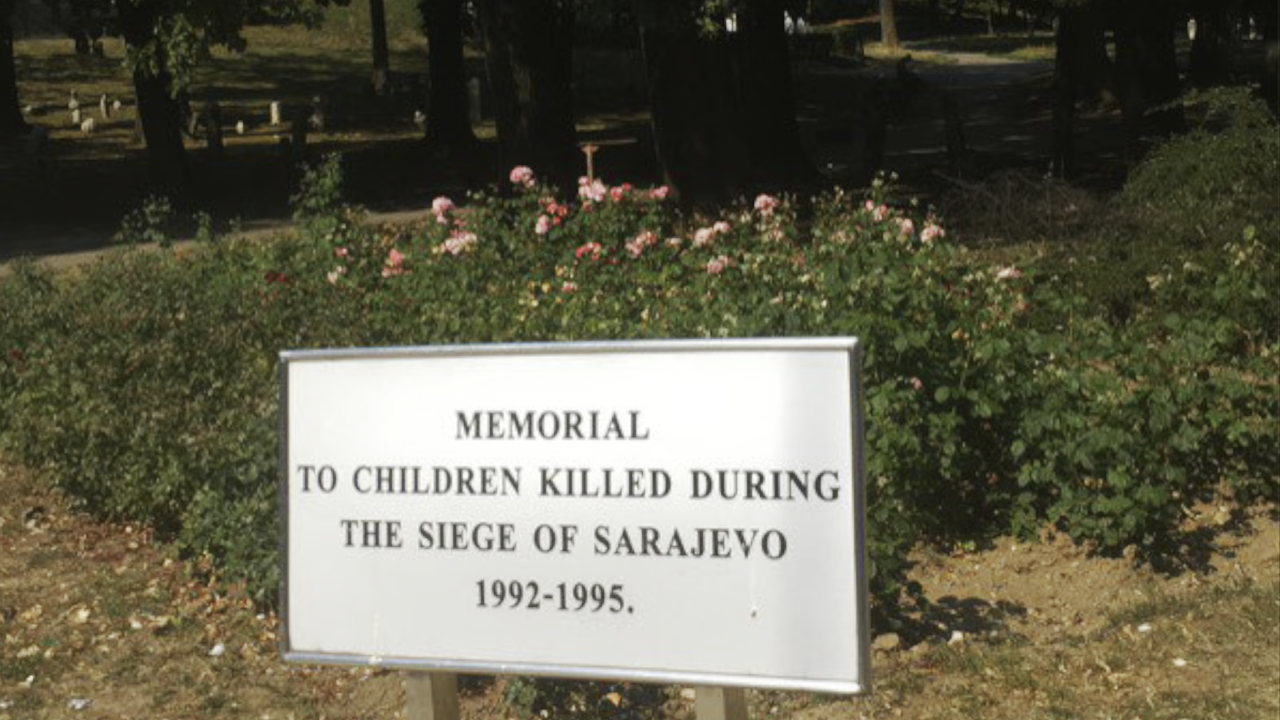 MEMORIAL
TO CHILDREN KILLED DURING
THE SIEGE OF SARAJEVO
1992-1995.